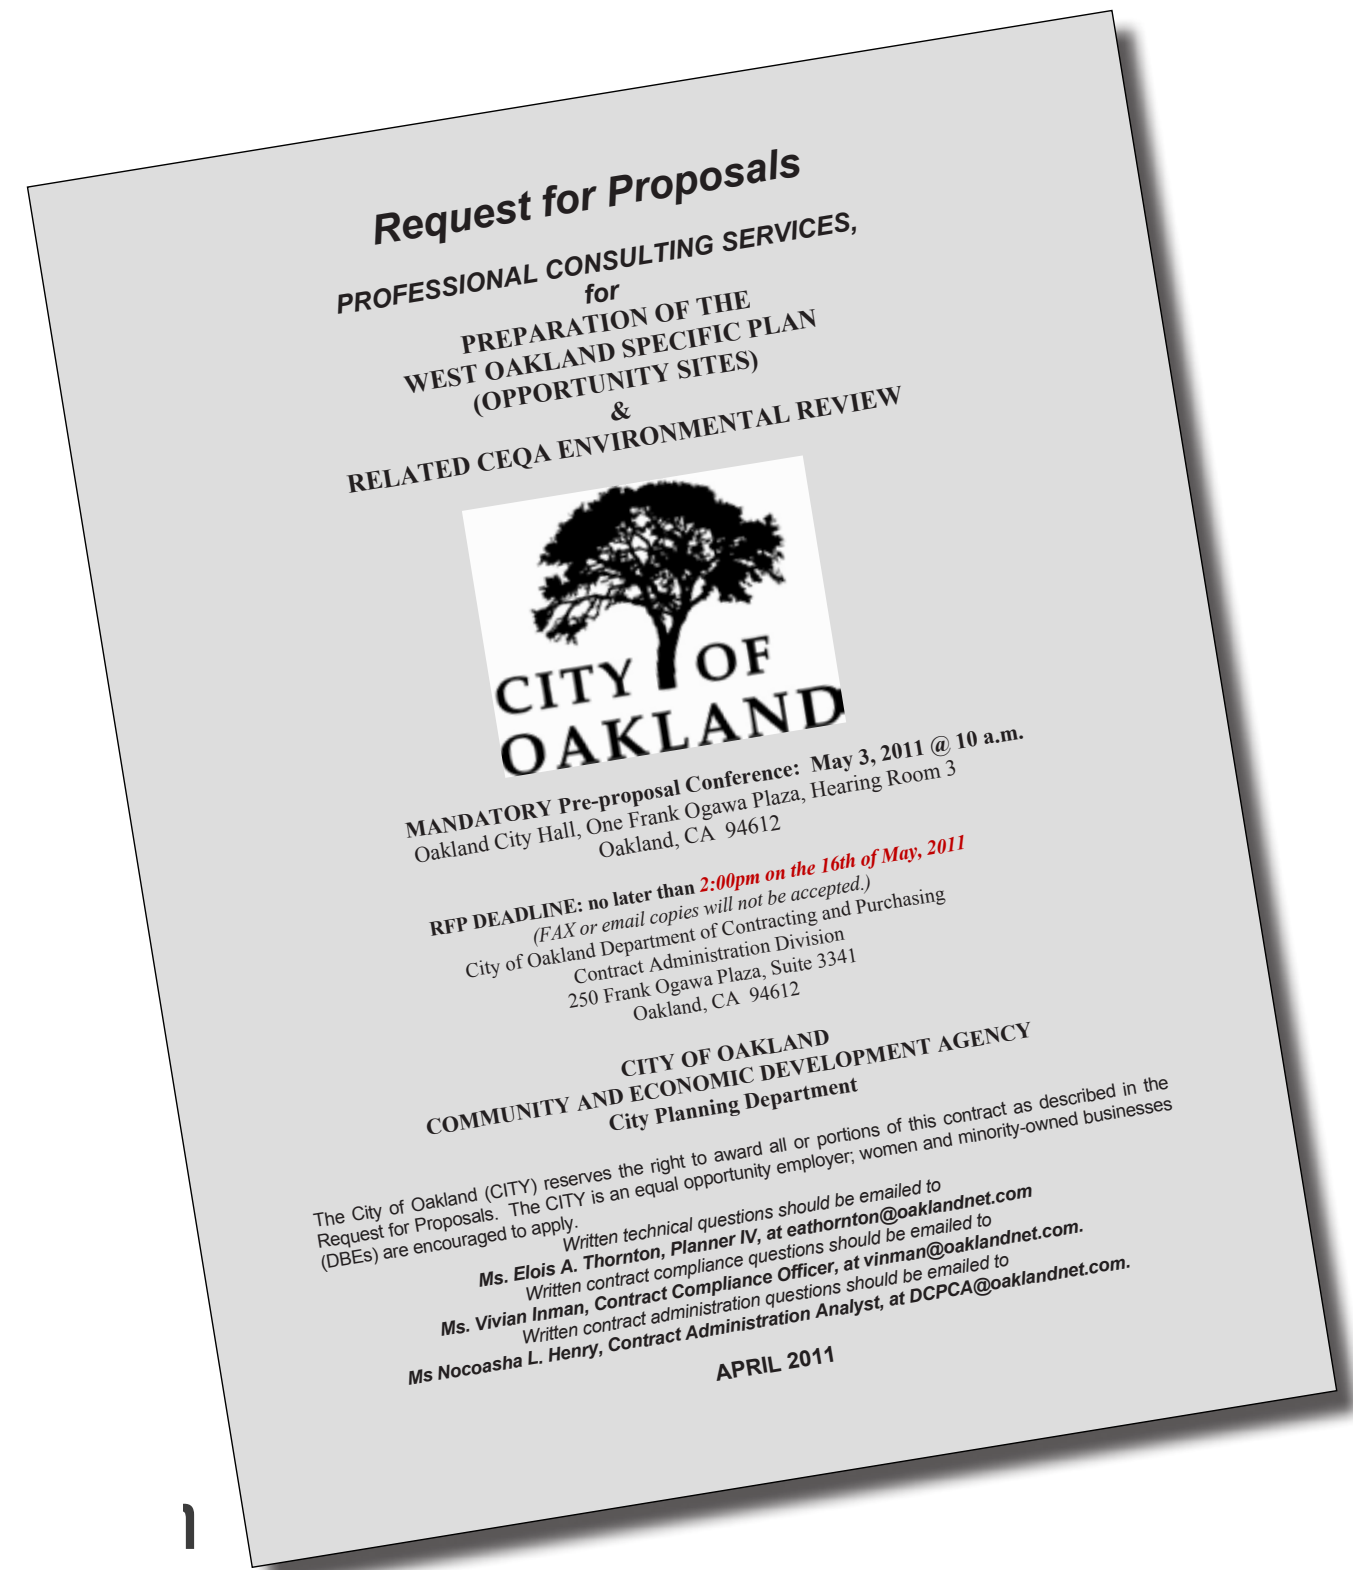 Request for Proposals
PROFESSIONAL CONSULTING SERVICES,
for
PREPARATION OF THE
WEST OAKLAND SPECIFIC PLAN
(OPPORTUNITY SITES)
&
RELATED CEQA ENVIRONMENTAL REVIEW
CITY OF
OAKLAND
MANDATORY Pre-proposal Conference: May 3, 2011 @ 10 a.m.
Oakland City Hall, One Frank Ogawa Plaza, Hearing Room 3
Oakland, CA 94612
RFP DEADLINE: no later than 2:00pm on the 16th of May, 2011
(FAX or email copies will not be accepted.)
City of Oakland Department of Contracting and Purchasing
Contract Administration Division
250 Frank Ogawa Plaza, Suite 3341
Oakland, CA 94612
CITY OF OAKLAND
COMMUNITY AND ECONOMIC DEVELOPMENT AGENCY
City Planning Department
The City of Oakland (CITY) reserves the right to award all or portions of this contract as described in the
Request for Proposals. The CITY is an equal opportunity employer; women and minority-owned businesses
(DBEs) are encouraged to apply.
Written technical questions should be emailed to
Ms. Elois A. Thornton, Planner IV, at eathornton@oaklandnet.com
Written contract compliance questions should be emailed to
Ms. Vivian Inman, Contract Compliance Officer, at vinman@oaklandnet.com.
Written contract administration questions should be emailed to
Ms Nocoasha L. Henry, Contract Administration Analyst, at DCPCA@oaklandnet.com.
APRIL 2011